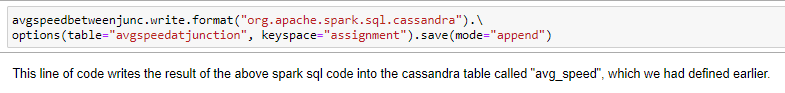 avgspeedbetweenjunc.write.format("org.apache.spark.sql.cassandra").\
options(table="avgspeedatjunction", keyspace="assignment").save(mode="append")
This line of code writes the result of the above spark sql code into the cassandra table called "avg_speed", which we had defined earlier.